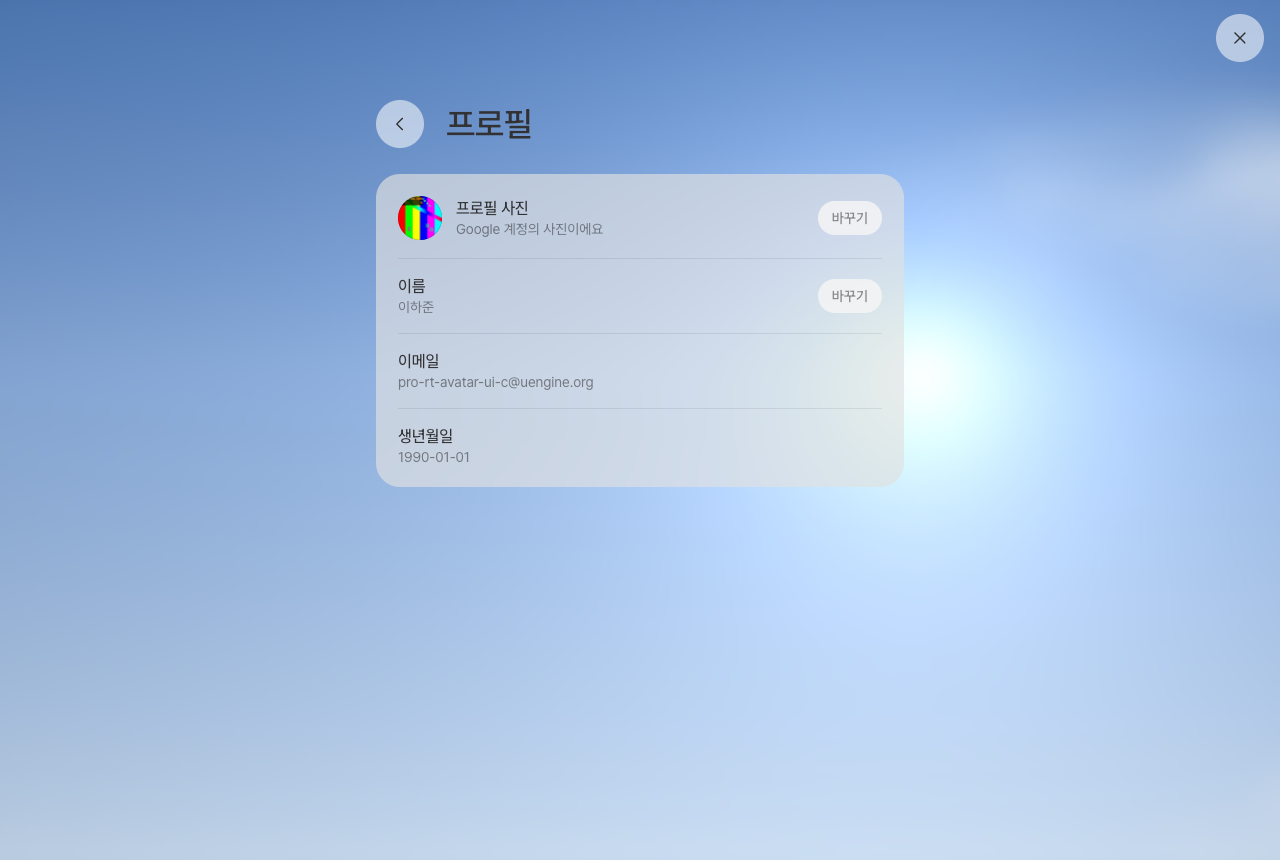 프로필
프로필 사진
Google 계정의 사진이에요
바꾸기
이름
이하준
바꾸기
이메일
pro-rt-avatar-ui-c@uengine.org
생년월일
1990-01-01